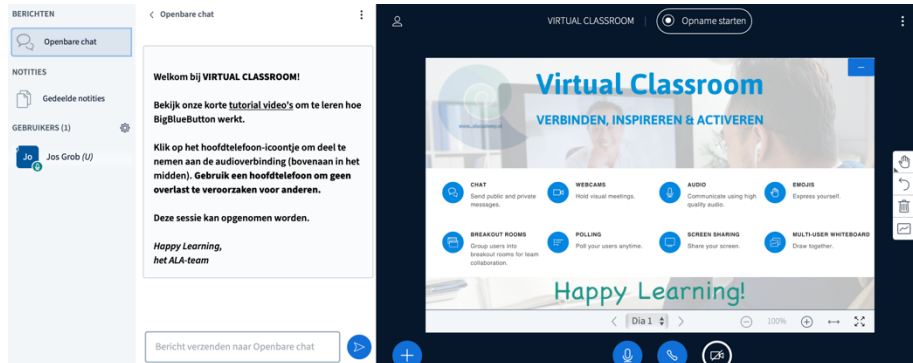 BERICHTEN
Openbare chat
NOTITIES
Gedeelde notities
GEBRUIKERS (1)
Jo
Jos Grob (U)
Openbare chat
Welkom bij VIRTUAL CLASSROOM!
Bekijk onze korte tutorial video's om te leren hoe
BigBlueButton werkt.
Klik op het hoofdtelefoon-icoontje om deel te
nemen aan de audioverbinding (bovenaan in het
midden). Gebruik een hoofdtelefoon om geen
overlast te veroorzaken voor anderen.
Deze sessie kan opgenomen worden.
Happy Learning,
het ALA-team
Bericht verzenden naar Openbare chat
VIRTUAL CLASSROOM
Opname starten
Virtual Classroom
VERBINDEN, INSPIREREN & ACTIVEREN
CHAT
Send public and private
messages.
WEBCAMS
Hold visual meetings.
AUDIO
Communicate using high
quality audio.
EMOJIS
Express yourself.
BREAKOUT ROOMS
Group users into
breakout rooms for team
collaboration.
POLLING
Poll your users anytime.
SCREEN SHARING
Share your screen.
MULTI-USER WHITEBOARD
Draw together.
Happy Learning!
Dia 1
100%